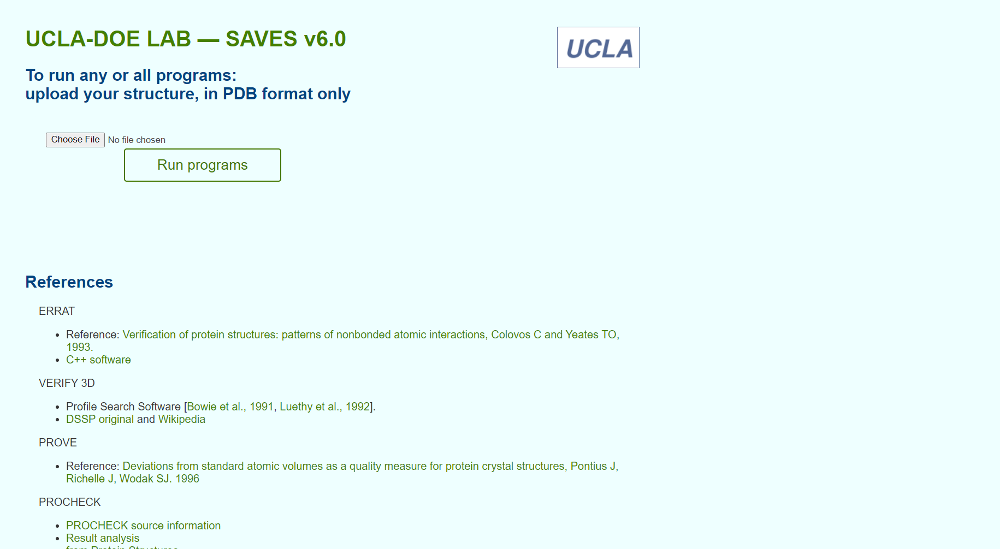 UCLA-DOE LAB — SAVES v6.0
UCLA
To run any or all programs:
upload your structure, in PDB format only
Choose File No file chosen
Run programs
References
ERRAT
• Reference: Verification of protein structures: patterns of nonbonded atomic interactions, Colovos C and Yeates TO,
1993.
• C++ software
VERIFY 3D
• Profile Search Software [Bowie et al., 1991, Luethy et al., 1992].
• DSSP original and Wikipedia
PROVE
• Reference: Deviations from standard atomic volumes as a quality measure for protein crystal structures, Pontius J,
Richelle J, Wodak SJ. 1996
PROCHECK
• PROCHECK source information
• Result analysis
from Protein Structures